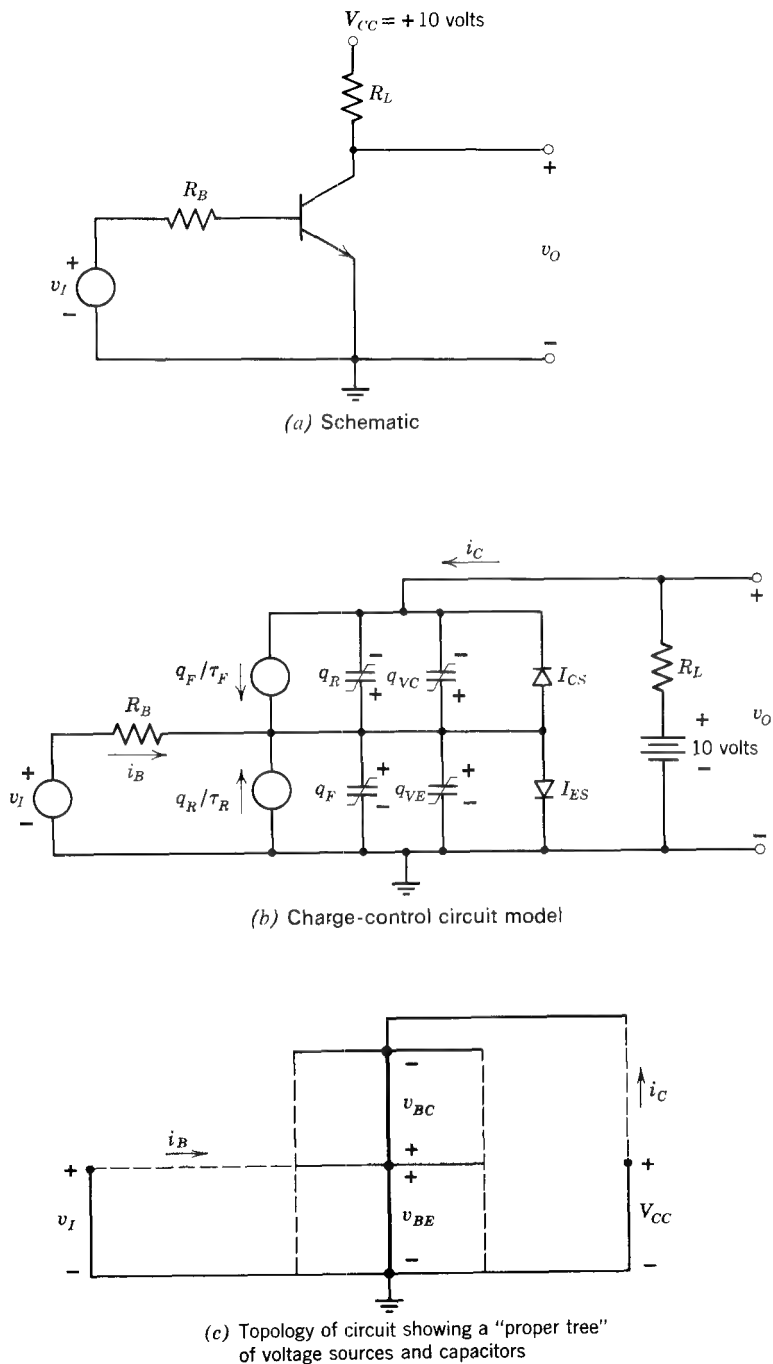 V_CC = +10 volts
R_L
R_B
+
+
v_I
v_O
−
−
(a) Schematic
i_C
+
q_F/τ_F ↓
q_R
−
+
q_VC
−
+
I_CS
R_L
R_B
+
v_O
10 volts
−
i_B
+
v_I
−
q_R/τ_R ↑
q_F
+
−
q_VE
+
−
I_ES
−
(b) Charge-control circuit model
−
i_C
v_BC
i_B
+
+
+
+
v_I
v_BE
V_CC
−
−
−
(c) Topology of circuit showing a "proper tree"
of voltage sources and capacitors